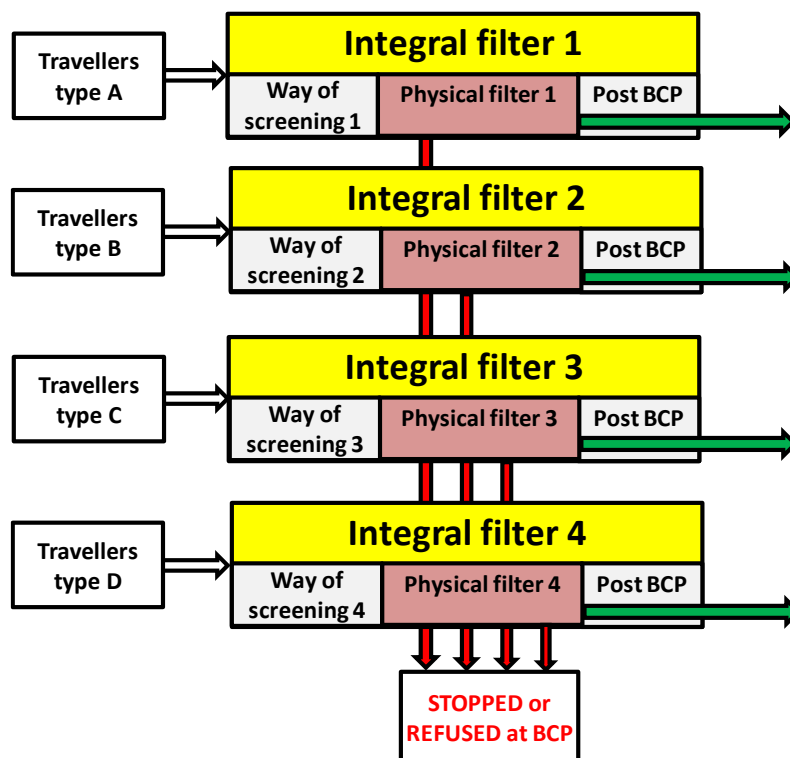 Integral filter 1
Travellers
type A
Way of
screening 1
Physical filter 1
Post BCP
Integral filter 2
Travellers
type B
Way of
screening 2
Physical filter 2
Post BCP
Integral filter 3
Travellers
type C
Way of
screening 3
Physical filter 3
Post BCP
Integral filter 4
Travellers
type D
Way of
screening 4
Physical filter 4
Post BCP
STOPPED or
REFUSED at BCP